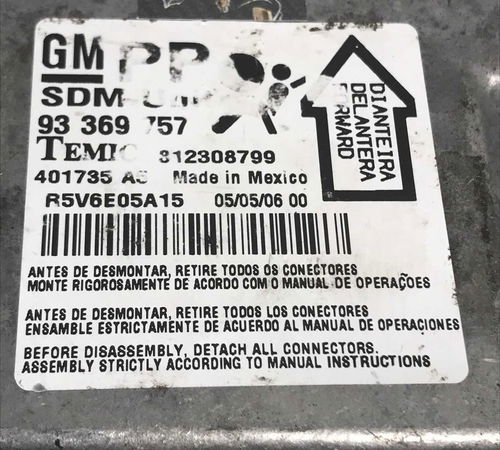 GM PP
SDM
93 369 757
TEMIC 312308799
401735 A5 Made in Mexico
R5V6E05A15 05/05/06 00
DIANTEIRA
DELANTERA
FORWARD
ANTES DE DESMONTAR, RETIRE TODOS OS CONECTORES
MONTE RIGOROSAMENTE DE ACORDO COM O MANUAL DE OPERAÇÕES
ANTES DE DESMONTAR, RETIRE TODOS LOS CONECTORES
ENSAMBLE ESTRICTAMENTE DE ACUERDO AL MANUAL DE OPERACIONES
BEFORE DISASSEMBLY, DETACH ALL CONNECTORS.
ASSEMBLY STRICTLY ACCORDING TO MANUAL INSTRUCTIONS